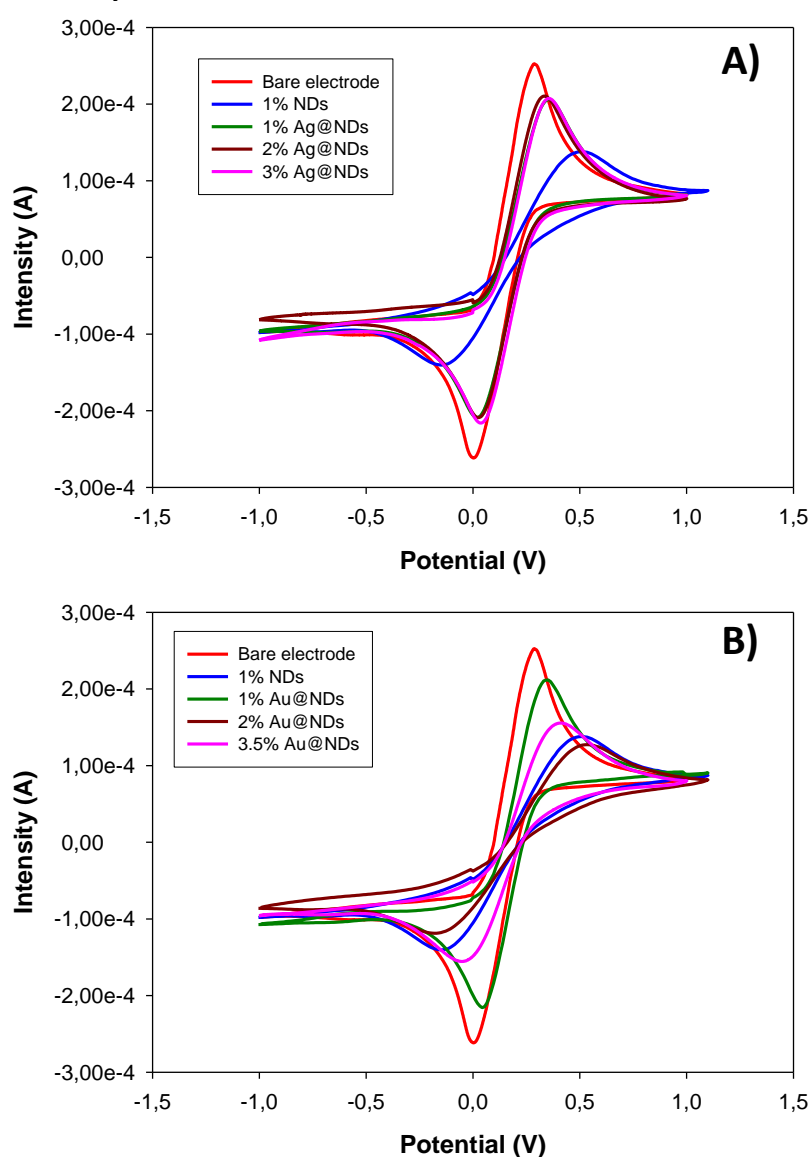 A)
3,00e-4
2,00e-4
1,00e-4
0,00
-1,00e-4
-2,00e-4
-3,00e-4
Intensity (A)
Bare electrode
1% NDs
1% Ag@NDs
2% Ag@NDs
3% Ag@NDs
-1,5 -1,0 -0,5 0,0 0,5 1,0 1,5
Potential (V)
B)
3,00e-4
2,00e-4
1,00e-4
0,00
-1,00e-4
-2,00e-4
-3,00e-4
Intensity (A)
Bare electrode
1% NDs
1% Au@NDs
2% Au@NDs
3.5% Au@NDs
-1,5 -1,0 -0,5 0,0 0,5 1,0 1,5
Potential (V)